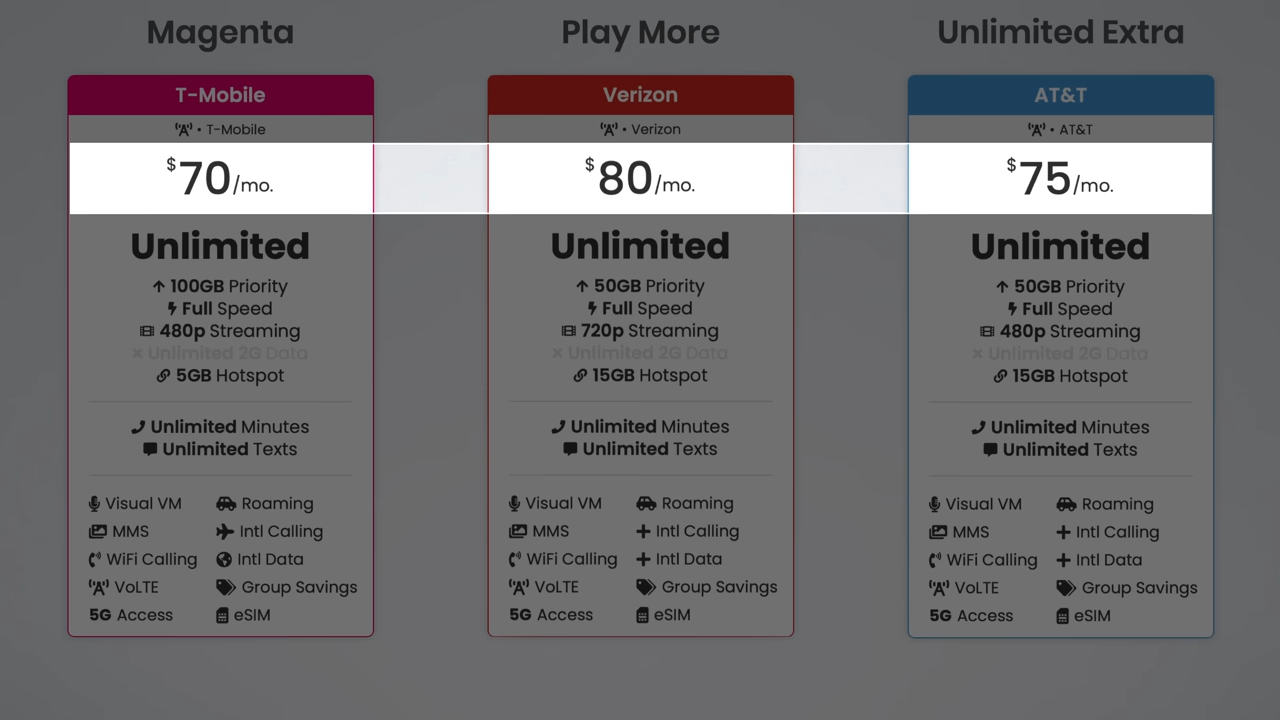 Magenta
T-Mobile
• T-Mobile
$70/mo.
Unlimited
100GB Priority
Full Speed
480p Streaming
× Unlimited 2G Data
5GB Hotspot
Unlimited Minutes
Unlimited Texts
Visual VM Roaming
MMS Intl Calling
WiFi Calling Intl Data
VoLTE Group Savings
5G Access eSIM
Play More
Verizon
• Verizon
$80/mo.
Unlimited
50GB Priority
Full Speed
720p Streaming
× Unlimited 2G Data
15GB Hotspot
Unlimited Minutes
Unlimited Texts
Visual VM Roaming
MMS + Intl Calling
WiFi Calling + Intl Data
VoLTE Group Savings
5G Access eSIM
Unlimited Extra
AT&T
• AT&T
$75/mo.
Unlimited
50GB Priority
Full Speed
480p Streaming
× Unlimited 2G Data
15GB Hotspot
Unlimited Minutes
Unlimited Texts
Visual VM Roaming
MMS + Intl Calling
WiFi Calling + Intl Data
VoLTE Group Savings
5G Access eSIM